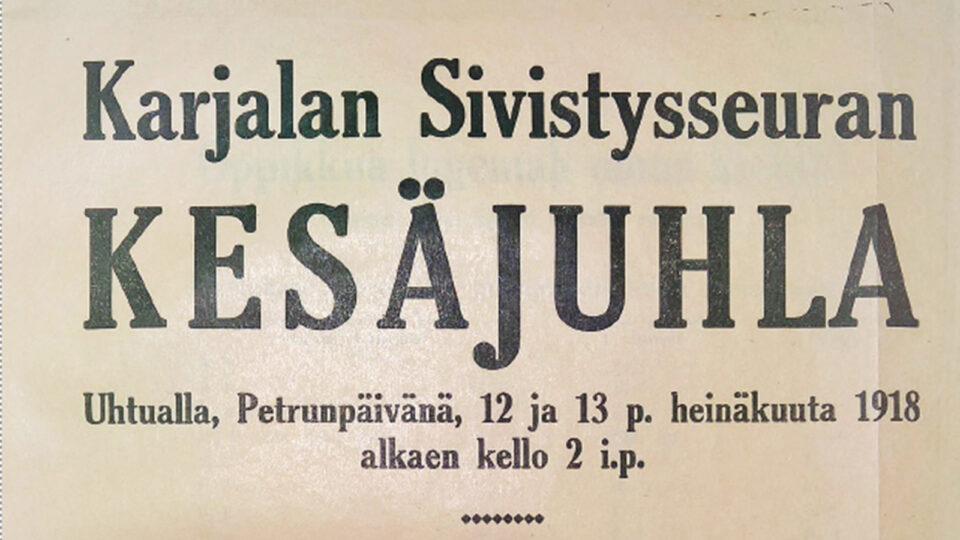 Karjalan Sivistysseuran
KESÄJUHLA
Uhtualla, Petrunpäivänä, 12 ja 13 p. heinäkuuta 1918
alkaen kello 2 i.p.